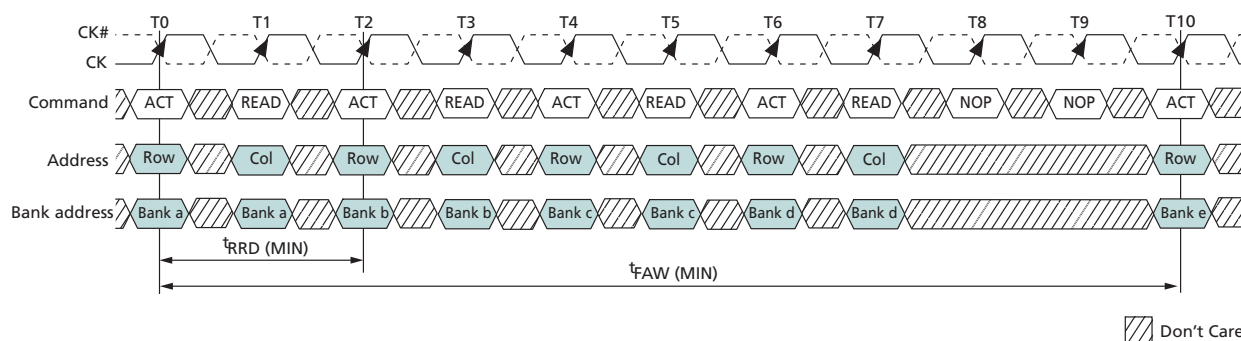 T0 T1 T2 T3 T4 T5 T6 T7 T8 T9 T10
CK#
CK
Command ACT READ ACT READ ACT READ ACT READ NOP NOP ACT
Address Row Col Row Col Row Col Row Col Row
Bank address Bank a Bank a Bank b Bank b Bank c Bank c Bank d Bank d Bank e
tRRD (MIN)
tFAW (MIN)
Don't Care